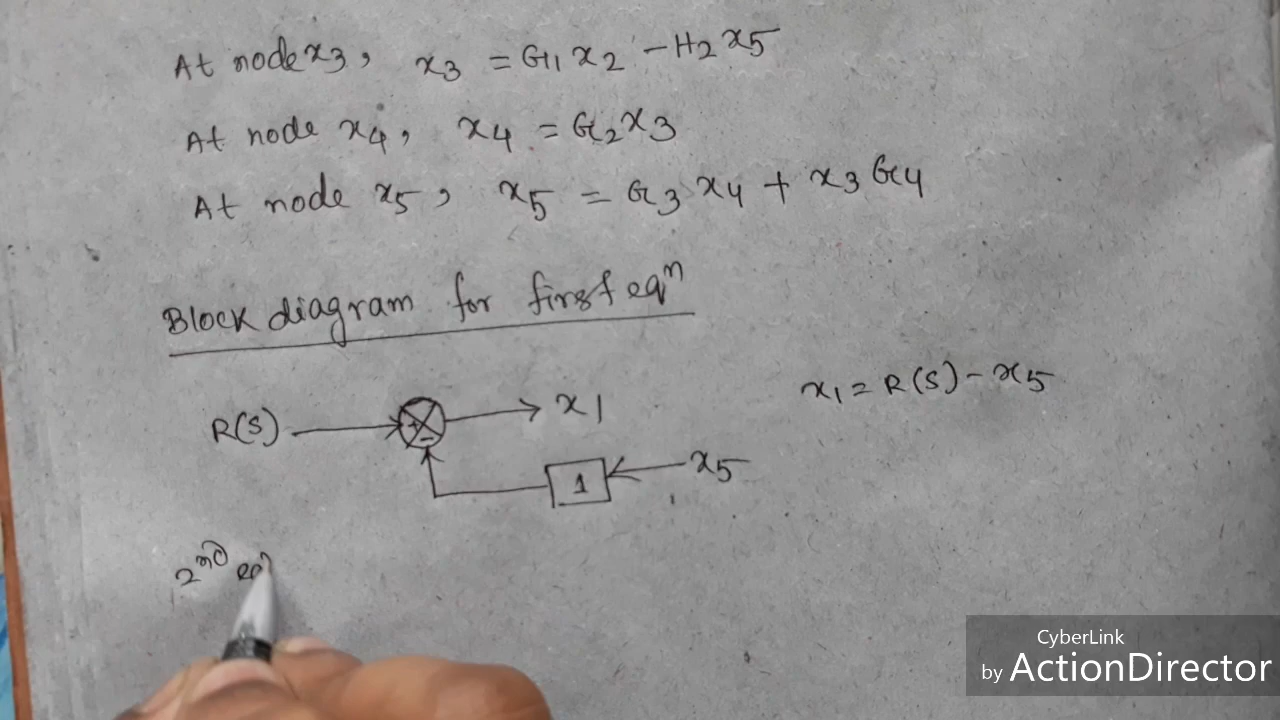 At node x3, x3 = G1 x2 - H2 x5
At node x4, x4 = G2 x3
At node x5, x5 = G3 x4 + x3 G4
Block diagram for first eqn
x1 = R(S) - x5
R(S) + - x1
1 x5
2nd eq
CyberLink
by ActionDirector